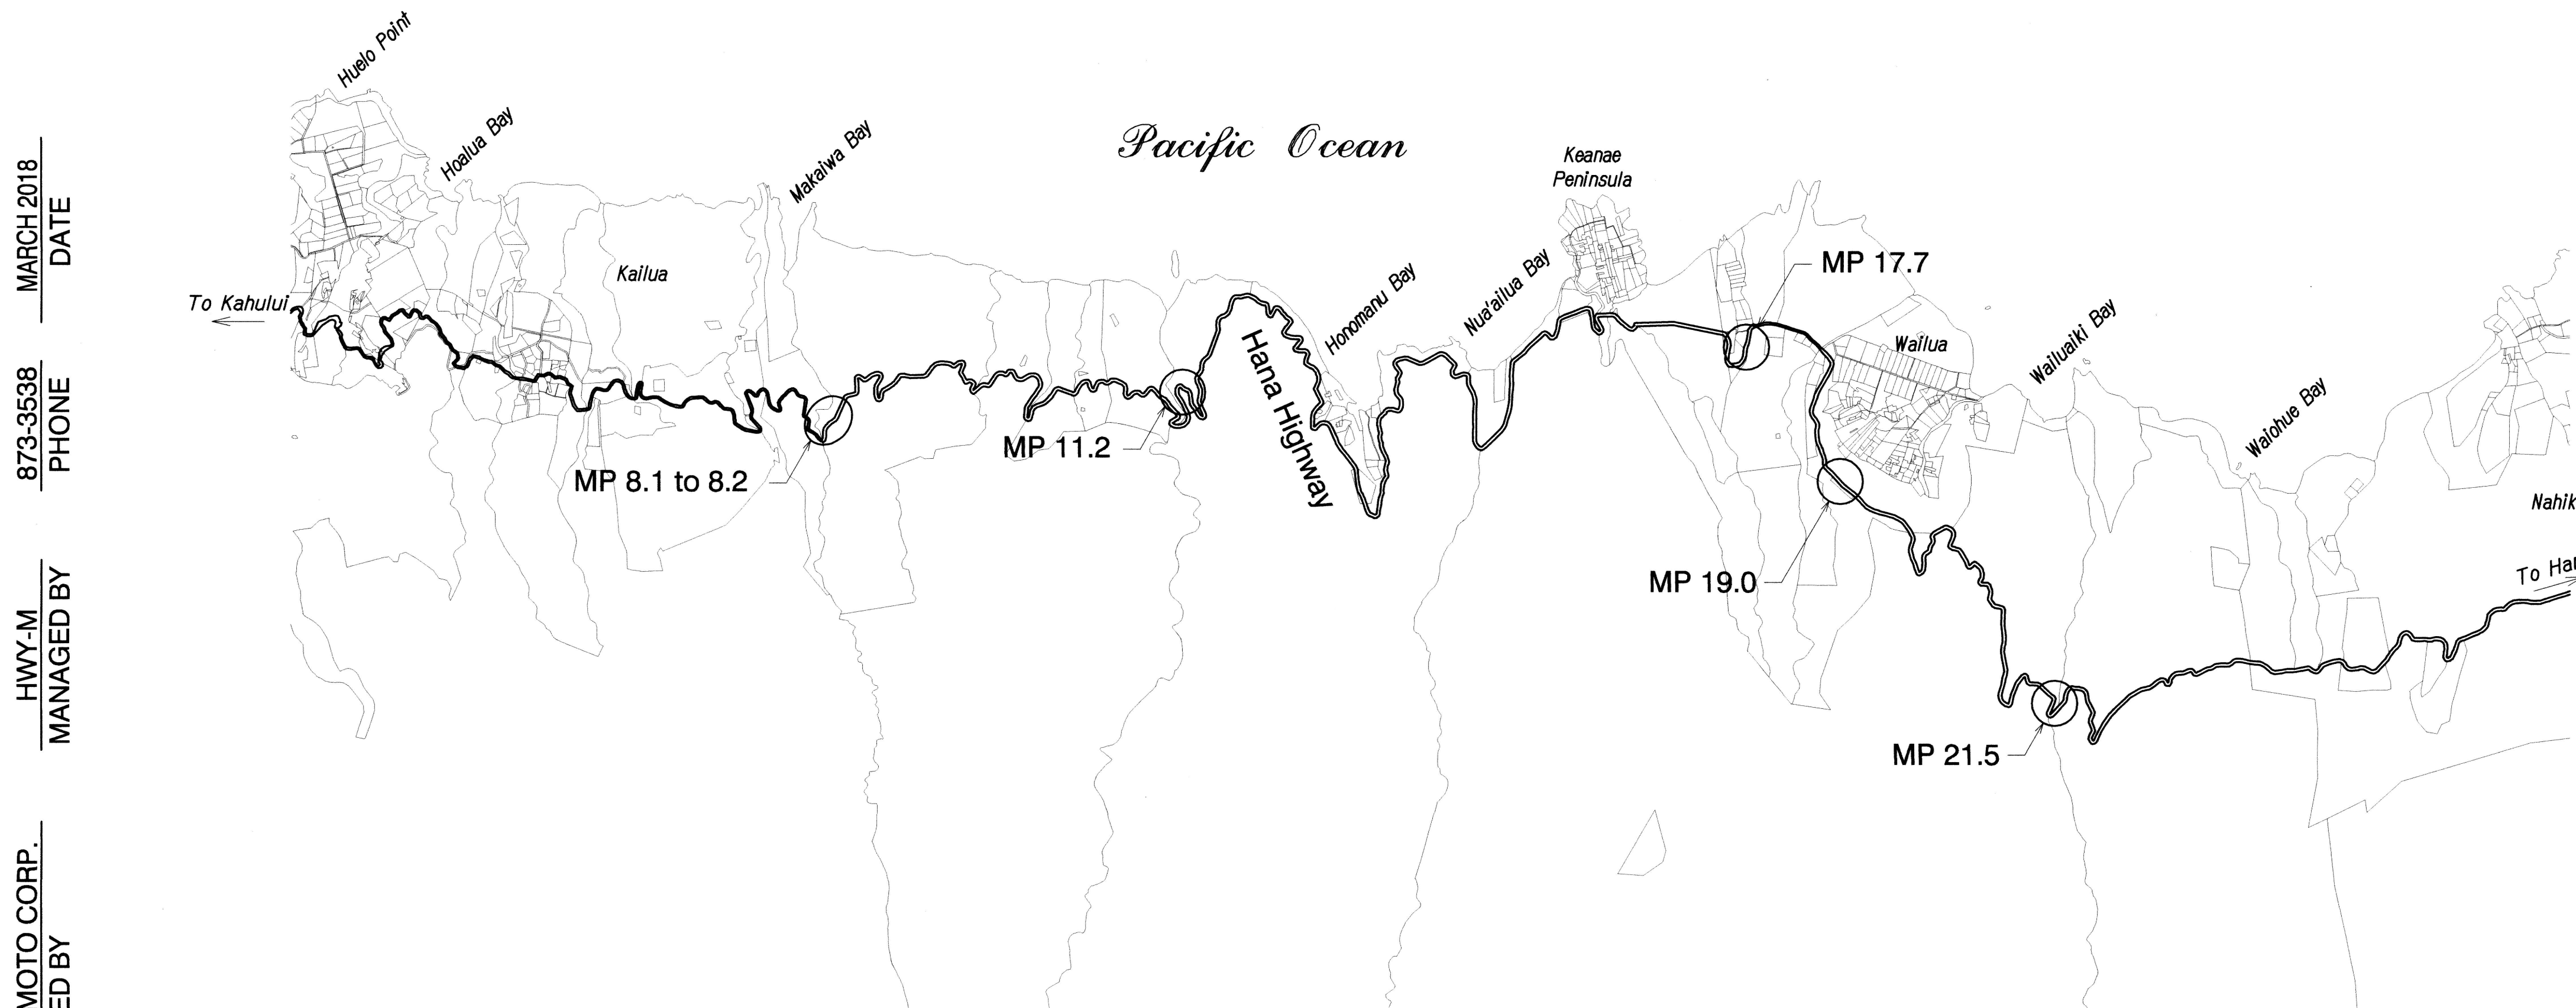 MARCH 2018
DATE
873-3538
PHONE
HWY-M
MANAGED BY
MOTO CORP.
ED BY
Huelo Point
Hoalua Bay
Makaiwa Bay
Pacific Ocean
Keanae
Peninsula
Kailua
To Kahului
Honomanu Bay
Nua'ailua Bay
MP 17.7
Wailua
Wailuaiki Bay
Waiohue Bay
Hana Highway
MP 11.2
MP 8.1 to 8.2
Nahik
MP 19.0
To Han
MP 21.5